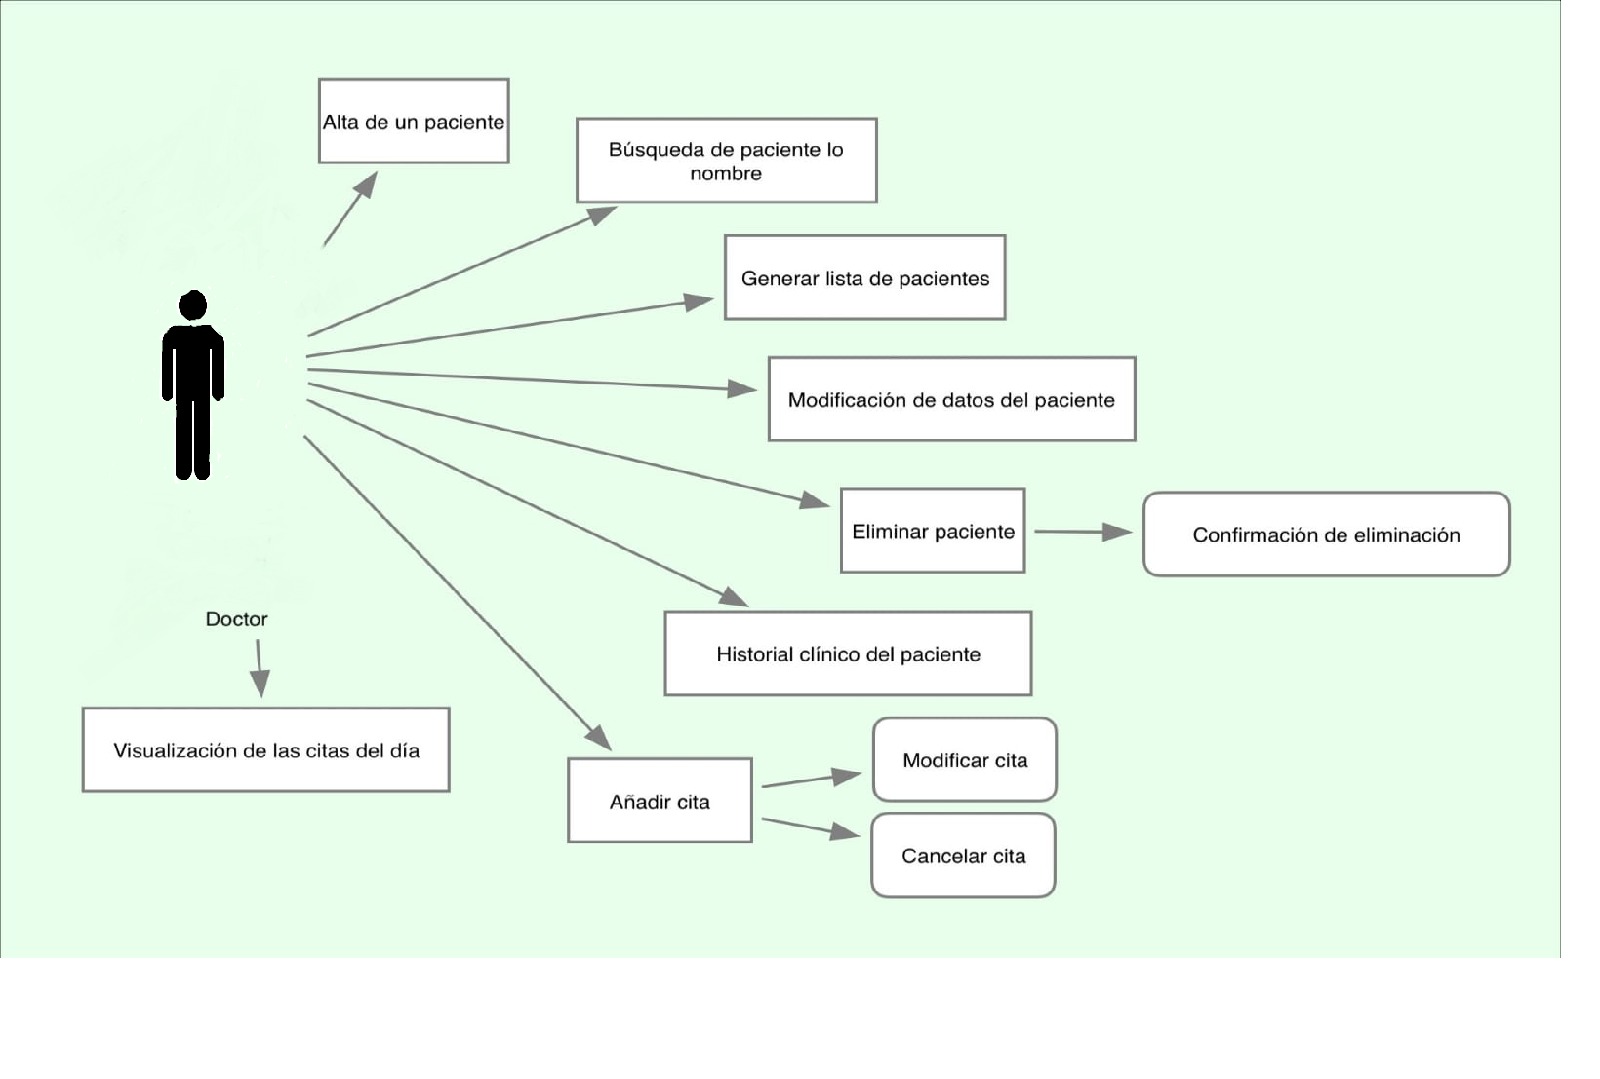 Alta de un paciente
Búsqueda de paciente lo
nombre
Generar lista de pacientes
Modificación de datos del paciente
Eliminar paciente
Confirmación de eliminación
Doctor
Historial clínico del paciente
Visualización de las citas del día
Modificar cita
Añadir cita
Cancelar cita